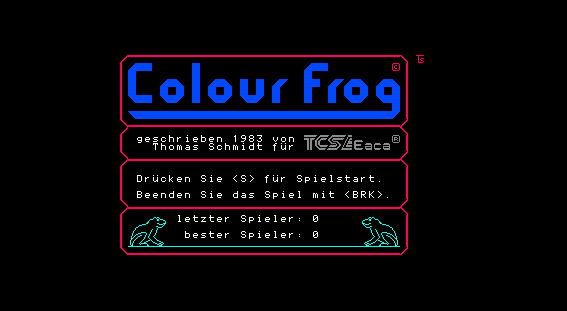 Colour Frog ©
Ts
geschrieben 1983 von
Thomas Schmidt für TCS/Eaca®
Drücken Sie <S> für Spielstart.
Beenden Sie das Spiel mit <BRK>.
letzter Spieler: 0
bester Spieler: 0